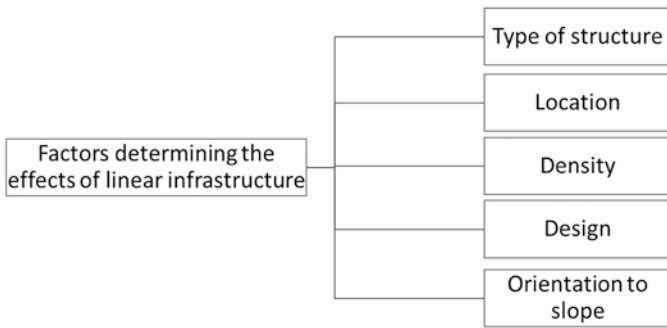 Factors determining the
effects of linear infrastructure
Type of structure
Location
Density
Design
Orientation to
slope